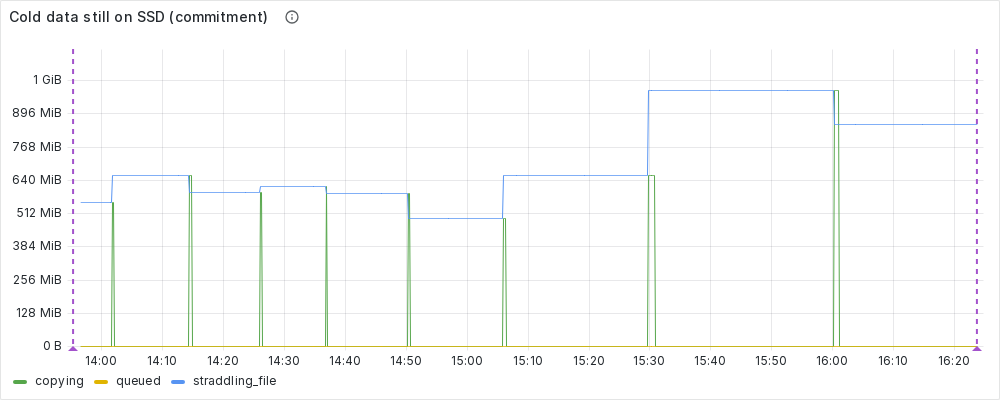 Cold data still on SSD (commitment)
1 GiB
896 MiB
768 MiB
640 MiB
512 MiB
384 MiB
256 MiB
128 MiB
0 B
14:00 14:10 14:20 14:30 14:40 14:50 15:00 15:10 15:20 15:30 15:40 15:50 16:00 16:10 16:20
copying queued straddling_file